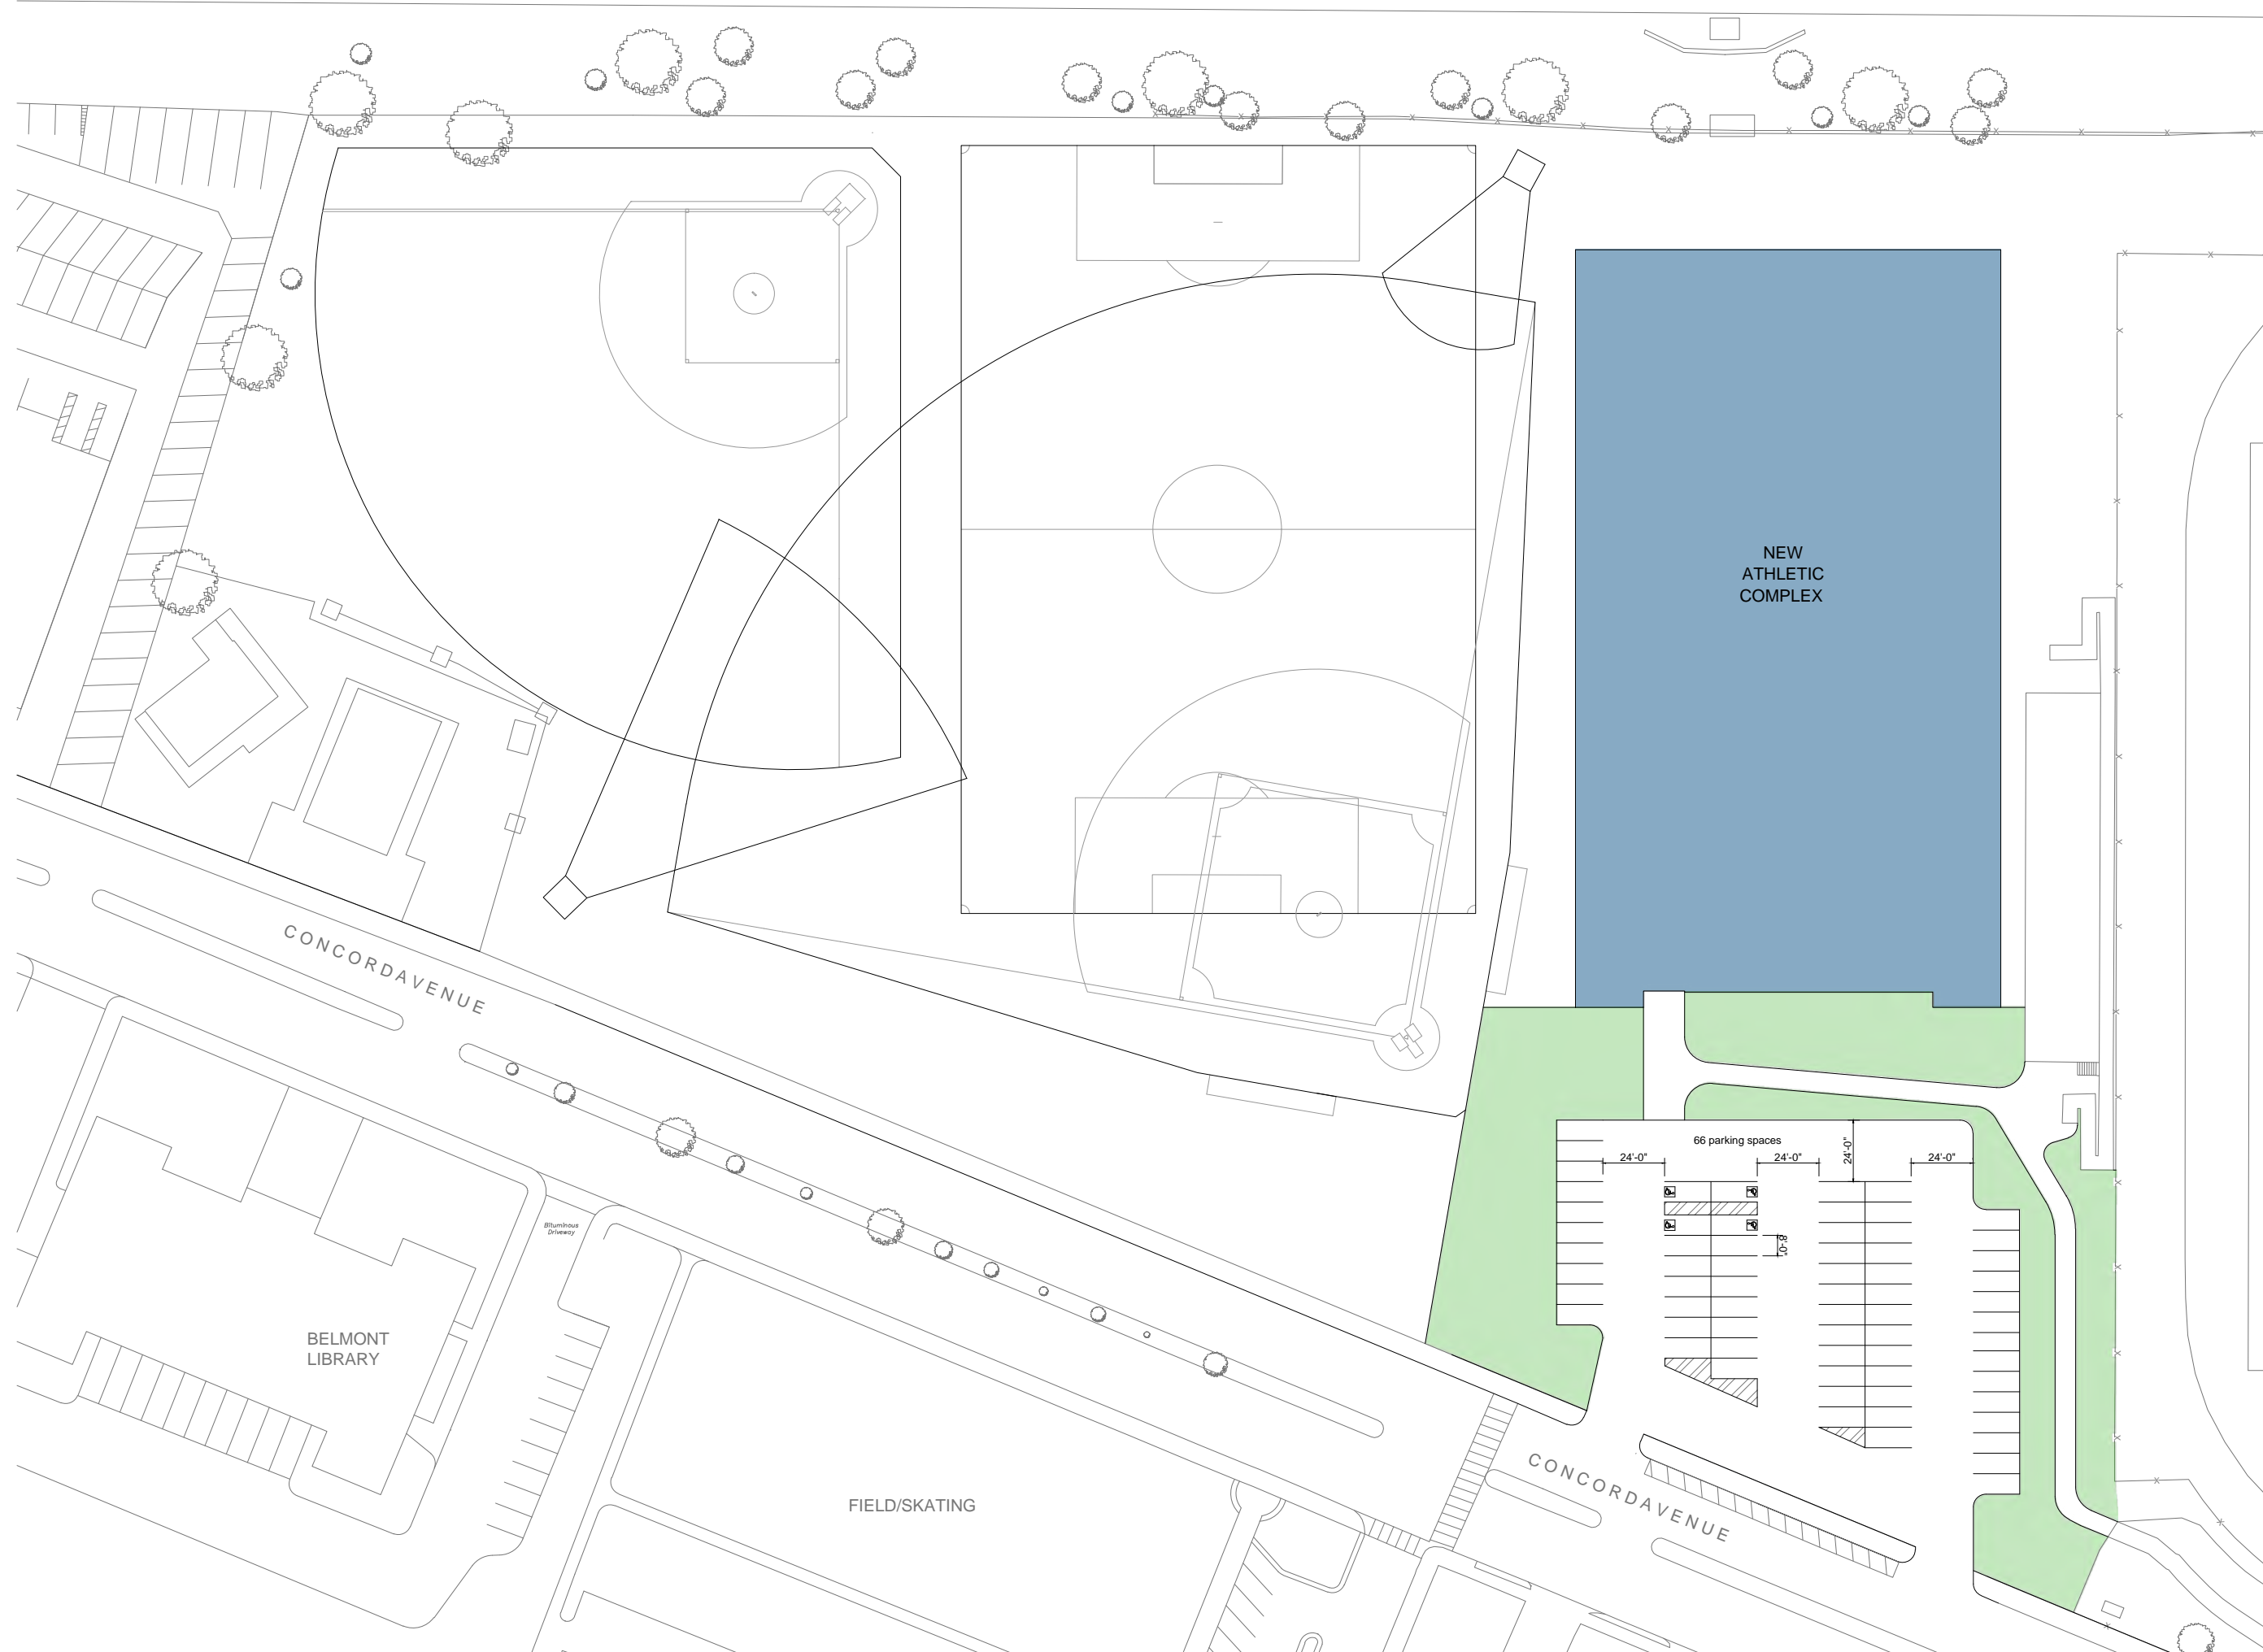 NEW
ATHLETIC
COMPLEX
CONCORDAVENUE
66 parking spaces
24'-0"
24'-0"
24'-0"
24'-0"
8'-0"
Bituminous
Driveway
BELMONT
LIBRARY
FIELD/SKATING
CONCORDAVENUE